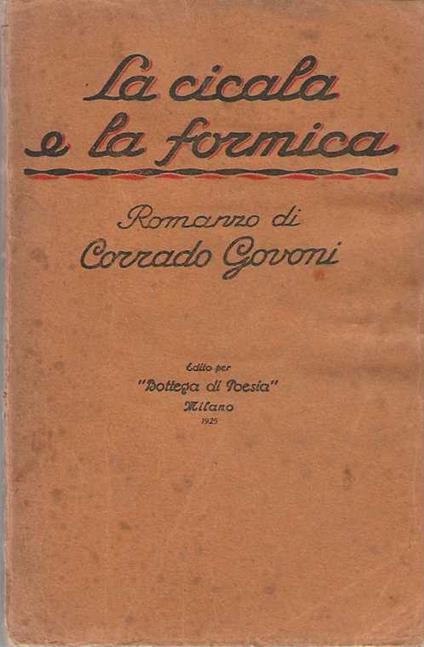 La cicala
e la formica
Romanzo di
Corrado Govoni
Edito per
"Bottega di Poesia"
Milano
1925